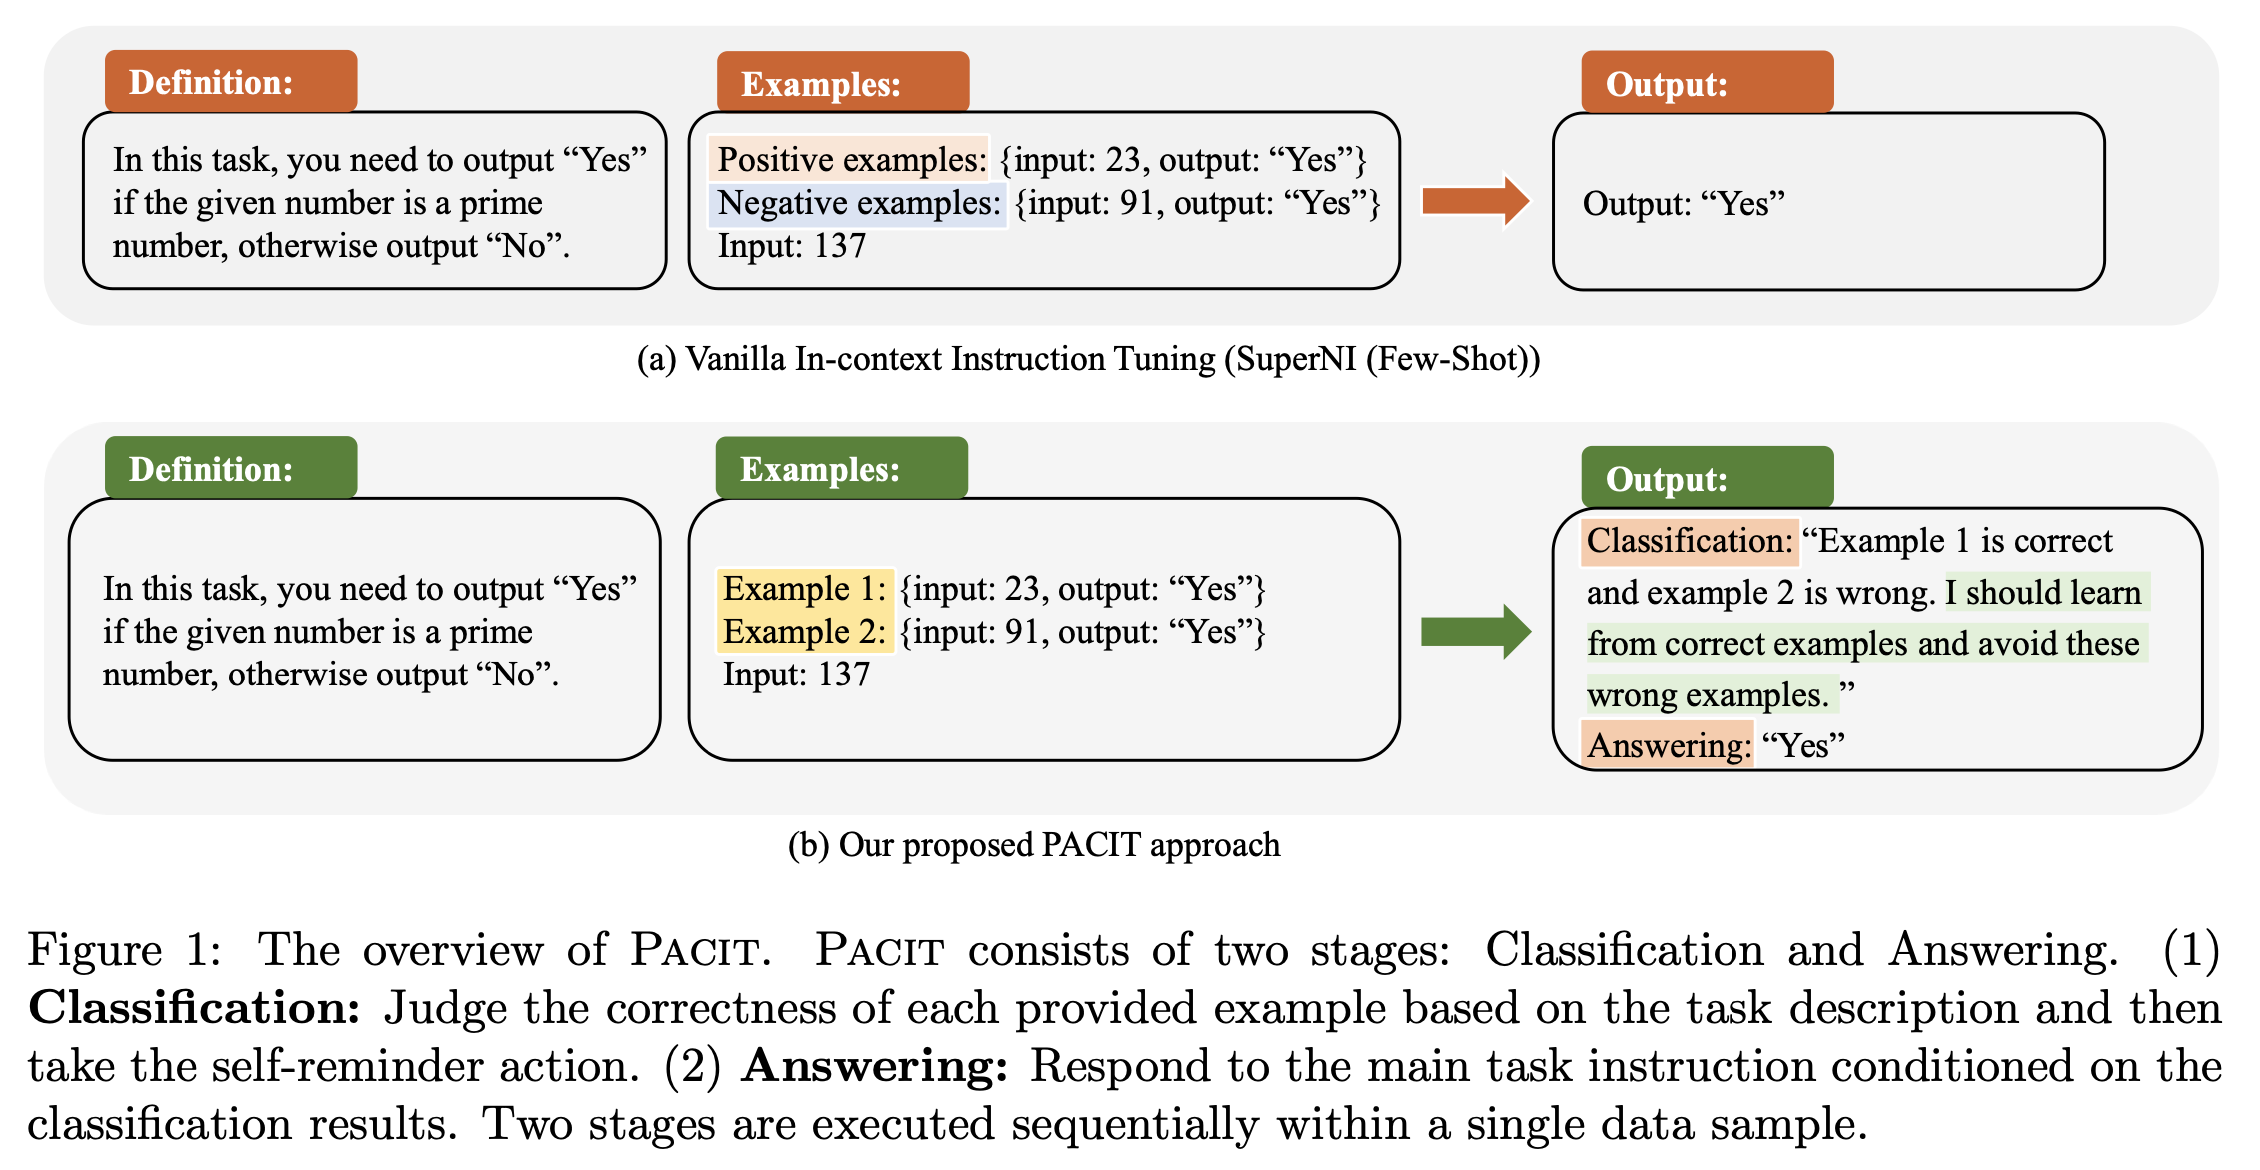 Definition:
Examples:
Output:
In this task, you need to output “Yes”
if the given number is a prime
number, otherwise output “No”.
Positive examples: {input: 23, output: “Yes”}
Negative examples: {input: 91, output: “Yes”}
Input: 137
Output: “Yes”
(a) Vanilla In-context Instruction Tuning (SuperNI (Few-Shot))
Definition:
Examples:
Output:
In this task, you need to output “Yes”
if the given number is a prime
number, otherwise output “No”.
Example 1: {input: 23, output: “Yes”}
Example 2: {input: 91, output: “Yes”}
Input: 137
Classification: “Example 1 is correct
and example 2 is wrong. I should learn
from correct examples and avoid these
wrong examples. ”
Answering: “Yes”
(b) Our proposed PACIT approach
Figure 1: The overview of PACIT. PACIT consists of two stages: Classification and Answering. (1)
Classification: Judge the correctness of each provided example based on the task description and then
take the self-reminder action. (2) Answering: Respond to the main task instruction conditioned on the
classification results. Two stages are executed sequentially within a single data sample.